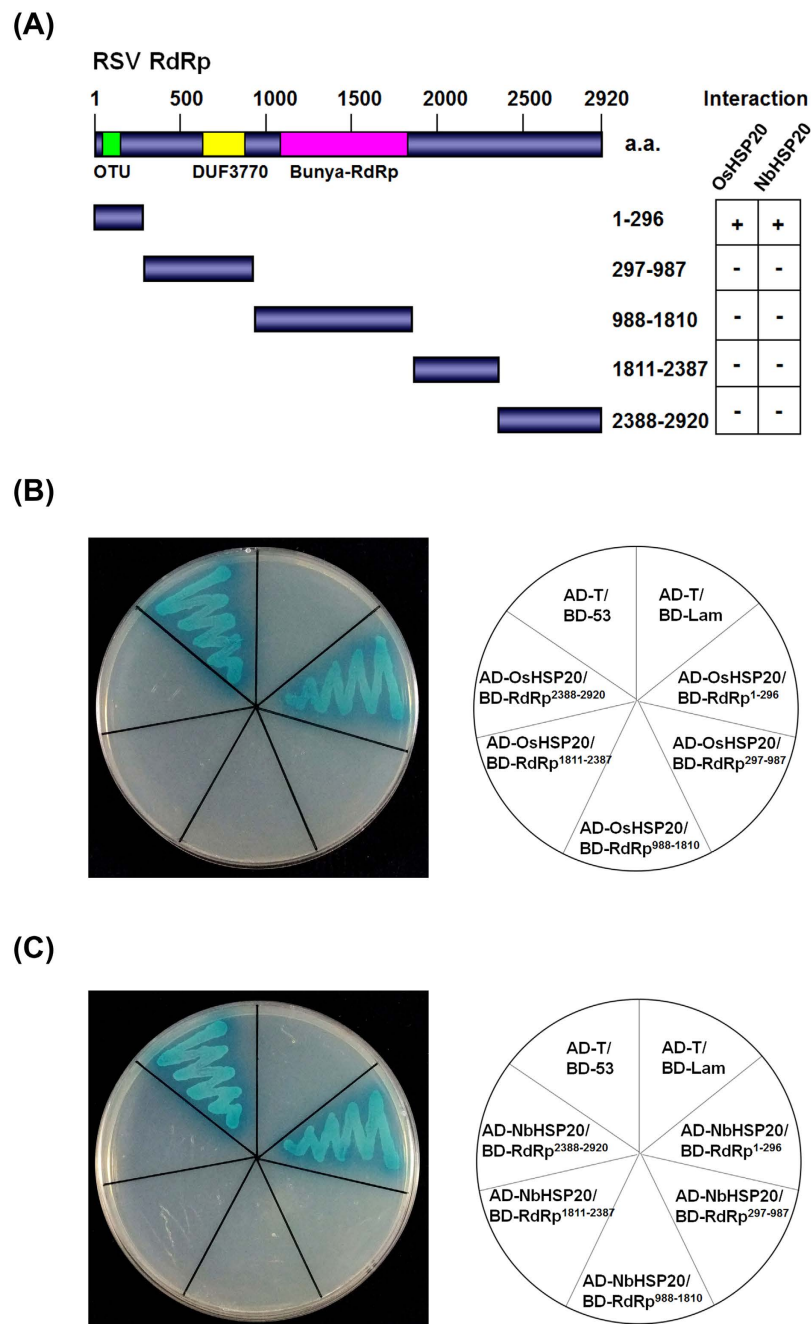 (A)
RSV RdRp
1 500 1000 1500 2000 2500 2920 Interaction
a.a.
OsHSP20 NbHSP20
OTU DUF3770 Bunya-RdRp
1-296 + +
297-987 - -
988-1810 - -
1811-2387 - -
2388-2920 - -
(B)
AD-T/
BD-53
AD-T/
BD-Lam
AD-OsHSP20/
BD-RdRp2388-2920
AD-OsHSP20/
BD-RdRp1-296
AD-OsHSP20/
BD-RdRp1811-2387
AD-OsHSP20/
BD-RdRp297-987
AD-OsHSP20/
BD-RdRp988-1810
(C)
AD-T/
BD-53
AD-T/
BD-Lam
AD-NbHSP20/
BD-RdRp2388-2920
AD-NbHSP20/
BD-RdRp1-296
AD-NbHSP20/
BD-RdRp1811-2387
AD-NbHSP20/
BD-RdRp297-987
AD-NbHSP20/
BD-RdRp988-1810